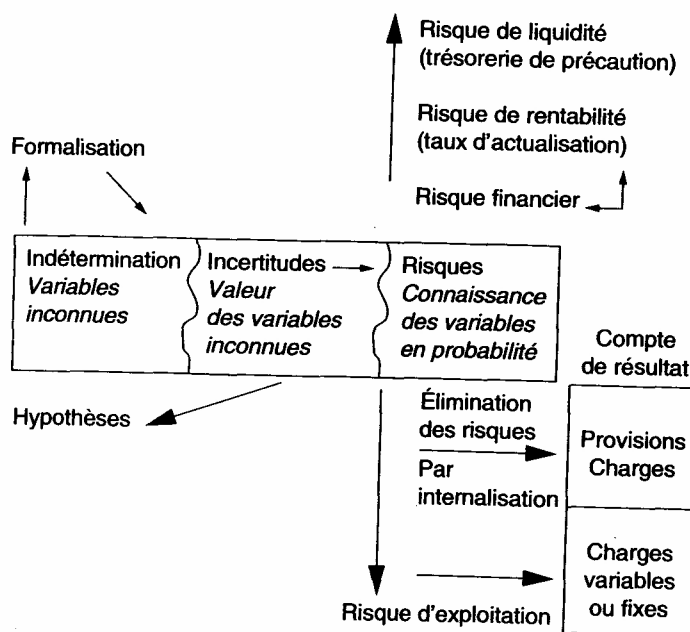 Risque de liquidité
(trésorerie de précaution)
Risque de rentabilité
(taux d'actualisation)
Formalisation
Risque financier
Indétermination
Variables
inconnues
Incertitudes
Valeur
des variables
inconnues
Risques
Connaissance
des variables
en probabilité
Compte
de résultat
Hypothèses
Élimination
des risques
Par
internalisation
Provisions
Charges
Charges
variables
ou fixes
Risque d'exploitation